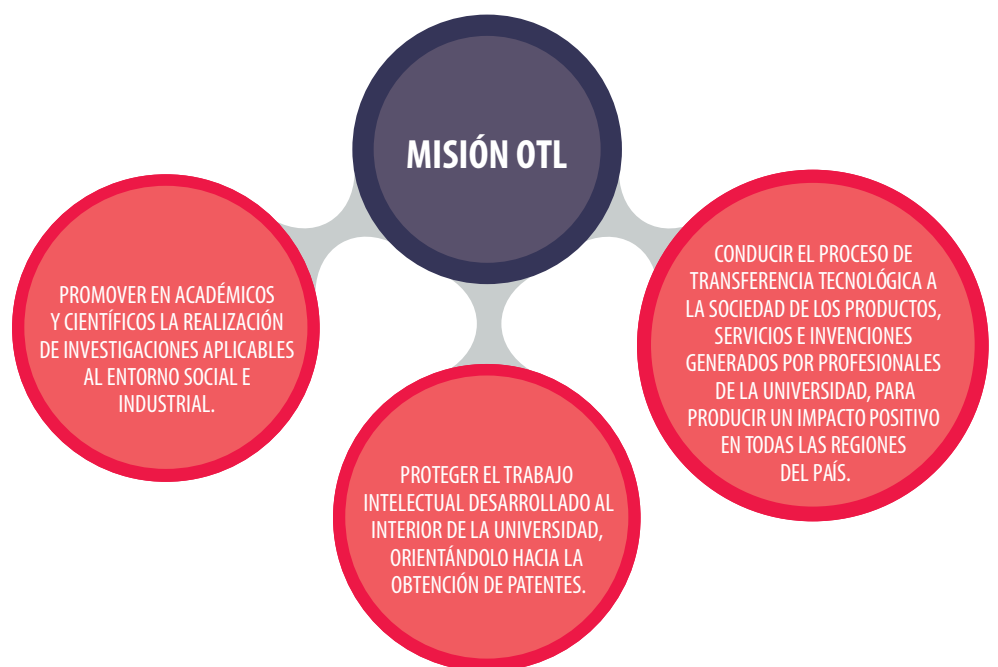 MISIÓN OTL
PROMOVER EN ACADÉMICOS
Y CIENTÍFICOS LA REALIZACIÓN
DE INVESTIGACIONES APLICABLES
AL ENTORNO SOCIAL E
INDUSTRIAL.
PROTEGER EL TRABAJO
INTELECTUAL DESARROLLADO AL
INTERIOR DE LA UNIVERSIDAD,
ORIENTÁNDOLO HACIA LA
OBTENCIÓN DE PATENTES.
CONDUCIR EL PROCESO DE
TRANSFERENCIA TECNOLÓGICA A
LA SOCIEDAD DE LOS PRODUCTOS,
SERVICIOS E INVENCIONES
GENERADOS POR PROFESIONALES
DE LA UNIVERSIDAD, PARA
PRODUCIR UN IMPACTO POSITIVO
EN TODAS LAS REGIONES
DEL PAÍS.